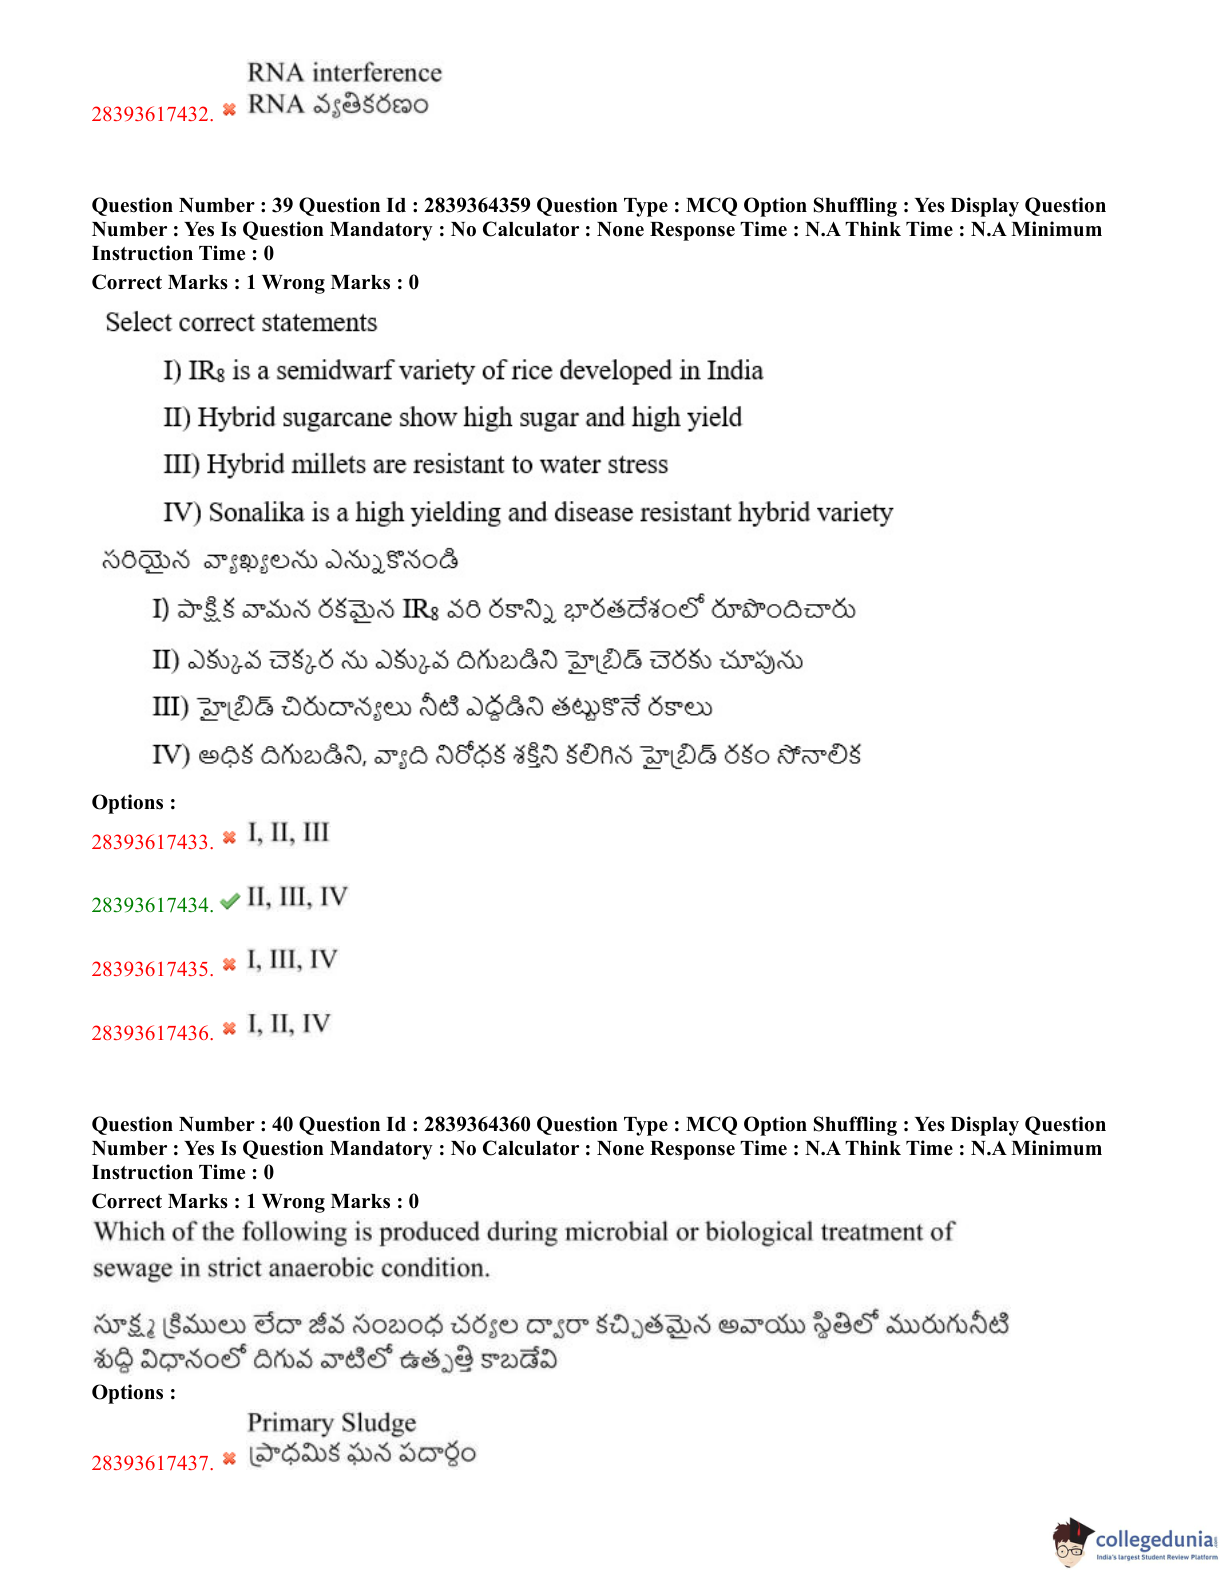 RNA interference
28393617432. RNA వ్యతికరణం
Question Number : 39 Question Id : 2839364359 Question Type : MCQ Option Shuffling : Yes Display Question
Number : Yes Is Question Mandatory : No Calculator : None Response Time : N.A Think Time : N.A Minimum
Instruction Time : 0
Correct Marks : 1 Wrong Marks : 0
Select correct statements
I) IR₈ is a semidwarf variety of rice developed in India
II) Hybrid sugarcane show high sugar and high yield
III) Hybrid millets are resistant to water stress
IV) Sonalika is a high yielding and disease resistant hybrid variety
సరియైన వ్యాఖ్యలను ఎన్నుకొనండి
I) పాక్షిక వామన రకమైన IR₈ వరి రకాన్ని భారతదేశంలో రూపొందిచారు
II) ఎక్కువ చెక్కర ను ఎక్కువ దిగుబడిని హైబ్రిడ్ చెరకు చూపును
III) హైబ్రిడ్ చిరుదాన్యలు నీటి ఎద్దడిని తట్టుకొనే రకాలు
IV) అధిక దిగుబడిని, వ్యాది నిరోధక శక్తిని కలిగిన హైబ్రిడ్ రకం సోనాలిక
Options :
28393617433. I, II, III
28393617434. II, III, IV
28393617435. I, III, IV
28393617436. I, II, IV
Question Number : 40 Question Id : 2839364360 Question Type : MCQ Option Shuffling : Yes Display Question
Number : Yes Is Question Mandatory : No Calculator : None Response Time : N.A Think Time : N.A Minimum
Instruction Time : 0
Correct Marks : 1 Wrong Marks : 0
Which of the following is produced during microbial or biological treatment of
sewage in strict anaerobic condition.
సూక్ష్మ క్రిములు లేదా జీవ సంబంధ చర్యల ద్వారా కచ్చితమైన అవాయు స్థితిలో మురుగునీటి
శుద్ది విధానంలో దిగువ వాటిలో ఉత్పత్తి కాబడేవి
Options :
Primary Sludge
28393617437. ప్రాధమిక ఘన పదార్దం
collegedunia
India's largest Student Review Platform